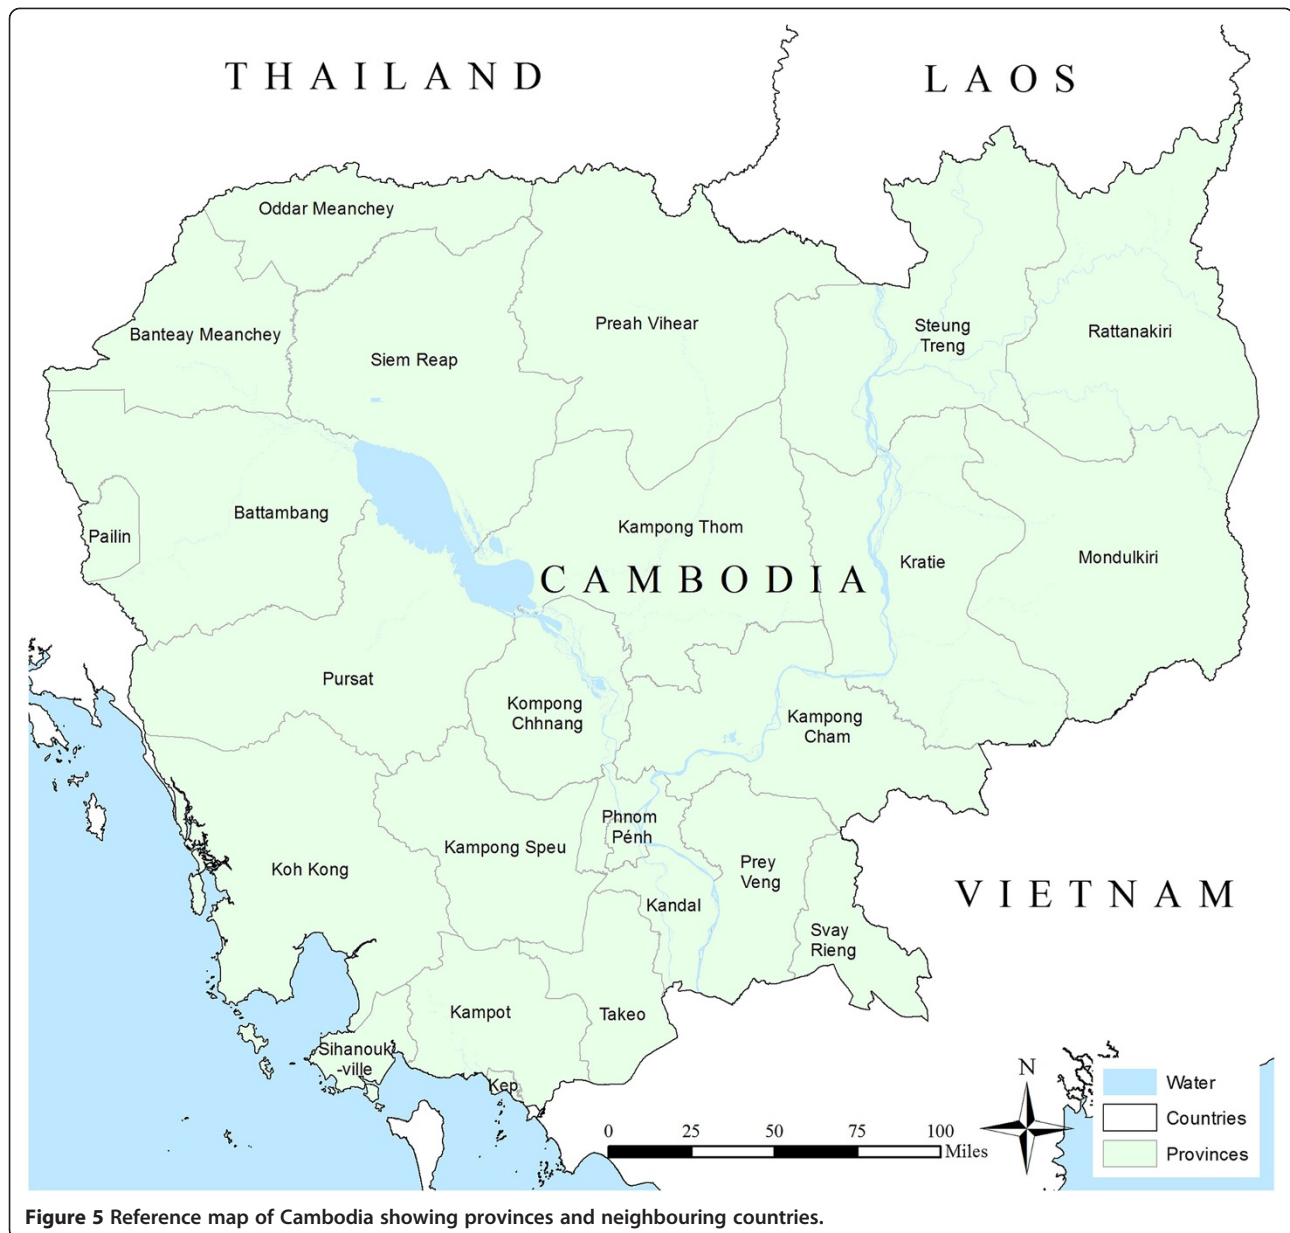 THAILAND
LAOS
Oddar Meanchey
Banteay Meanchey
Siem Reap
Preah Vihear
Steung
Treng
Rattanakiri
Pailin
Battambang
Kampong Thom
CAMBODIA
Kratie
Mondulkiri
Pursat
Kompong
Chhnang
Kampong
Cham
Koh Kong
Kampong Speu
Phnom
Pénh
Prey
Veng
Kandal
Svay
Rieng
VIETNAM
Kampot
Takeo
Sihanouk
-ville
Kep
N
0 25 50 75 100
Miles
Water
Countries
Provinces
Figure 5 Reference map of Cambodia showing provinces and neighbouring countries.